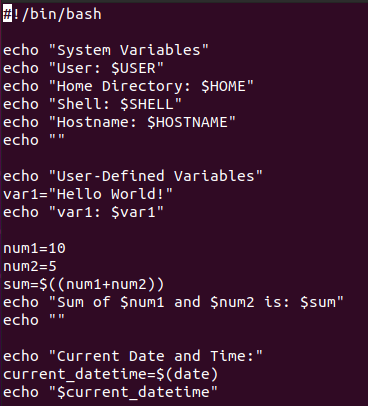 #!/bin/bash

echo "System Variables"
echo "User: $USER"
echo "Home Directory: $HOME"
echo "Shell: $SHELL"
echo "Hostname: $HOSTNAME"
echo ""

echo "User-Defined Variables"
var1="Hello World!"
echo "var1: $var1"

num1=10
num2=5
sum=$((num1+num2))
echo "Sum of $num1 and $num2 is: $sum"
echo ""

echo "Current Date and Time:"
current_datetime=$(date)
echo "$current_datetime"